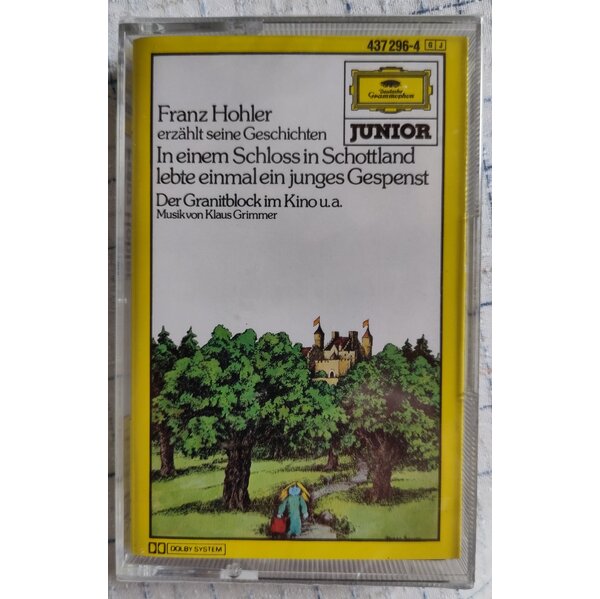 437 296-4 G J
Deutsche
Grammophon
JUNIOR
Franz Hohler
erzählt seine Geschichten
In einem Schloss in Schottland
lebte einmal ein junges Gespenst
Der Granitblock im Kino u. a.
Musik von Klaus Grimmer
DOLBY SYSTEM